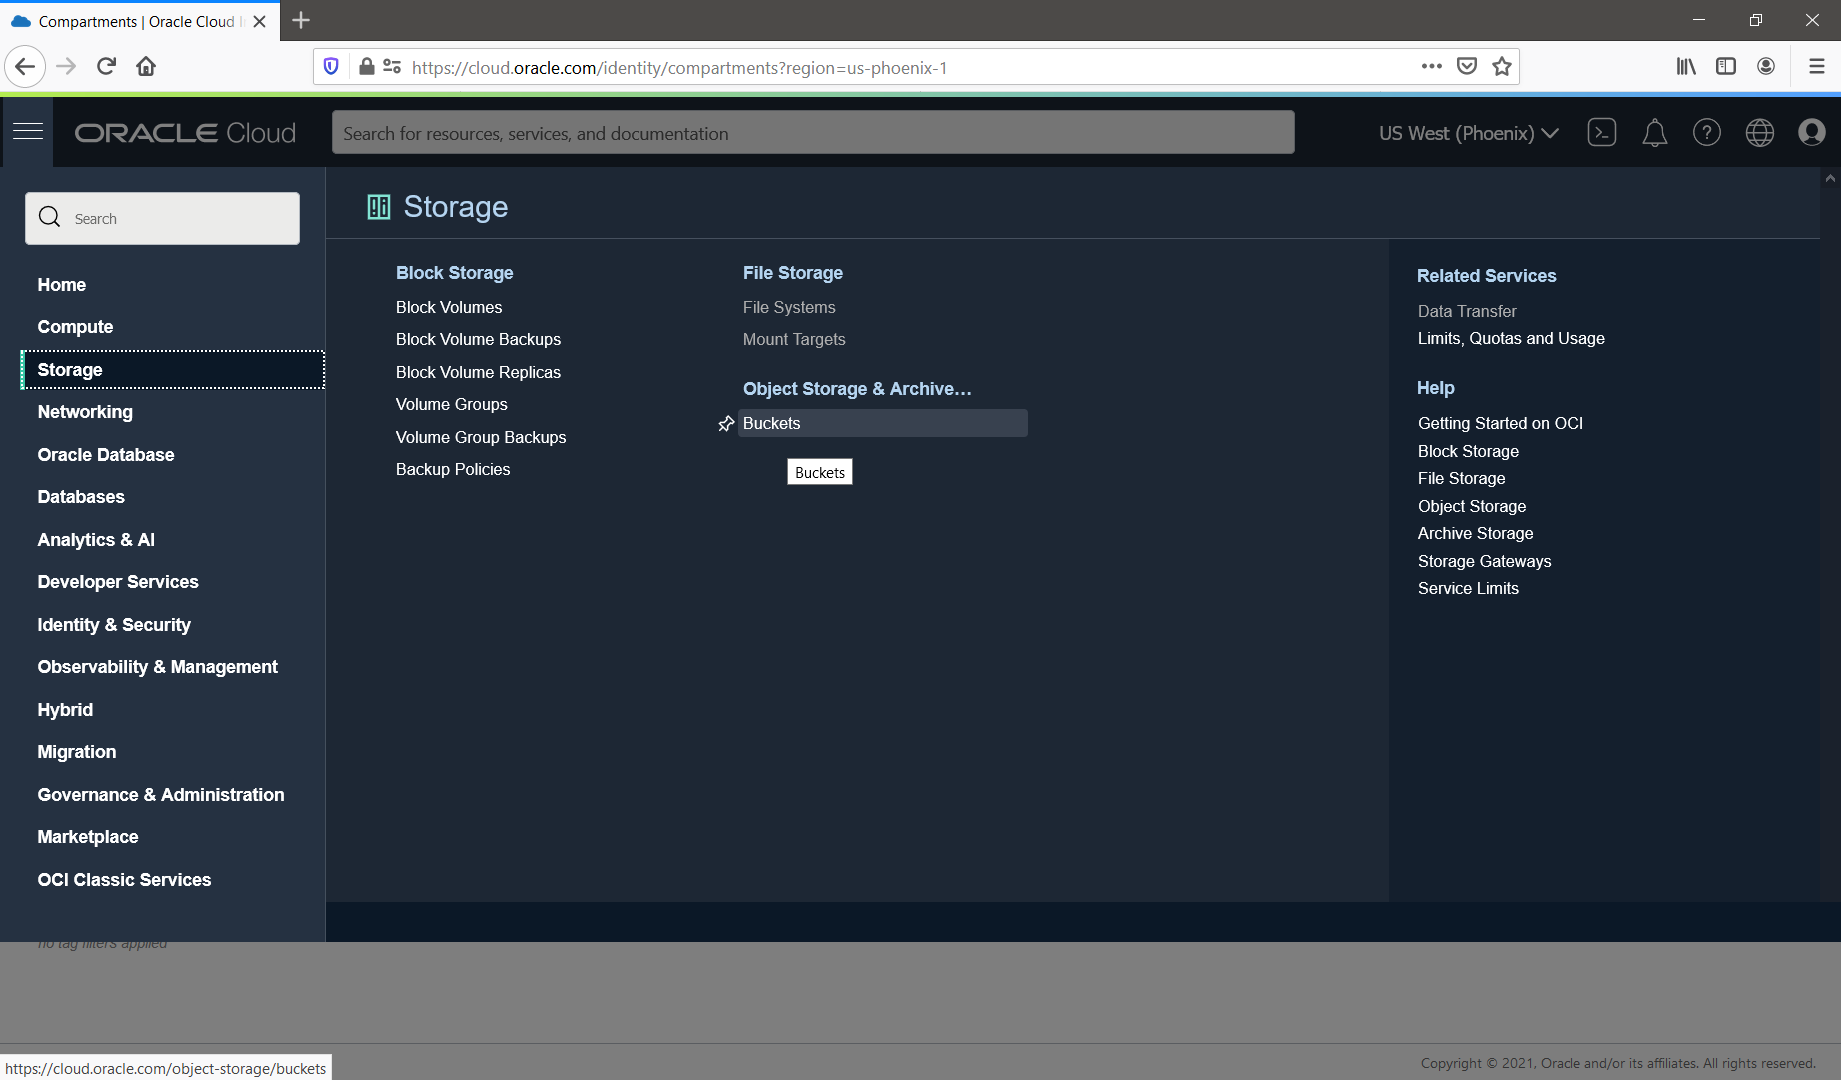 Compartments | Oracle Cloud I
https://cloud.oracle.com/identity/compartments?region=us-phoenix-1
ORACLE Cloud
Search for resources, services, and documentation
US West (Phoenix)
Search
Home
Compute
Storage
Networking
Oracle Database
Databases
Analytics & AI
Developer Services
Identity & Security
Observability & Management
Hybrid
Migration
Governance & Administration
Marketplace
OCI Classic Services
Storage
Block Storage
Block Volumes
Block Volume Backups
Block Volume Replicas
Volume Groups
Volume Group Backups
Backup Policies
File Storage
File Systems
Mount Targets
Object Storage & Archive...
Buckets
Buckets
Related Services
Data Transfer
Limits, Quotas and Usage
Help
Getting Started on OCI
Block Storage
File Storage
Object Storage
Archive Storage
Storage Gateways
Service Limits
no tag filters applied
Copyright © 2021, Oracle and/or its affiliates. All rights reserved.
https://cloud.oracle.com/object-storage/buckets